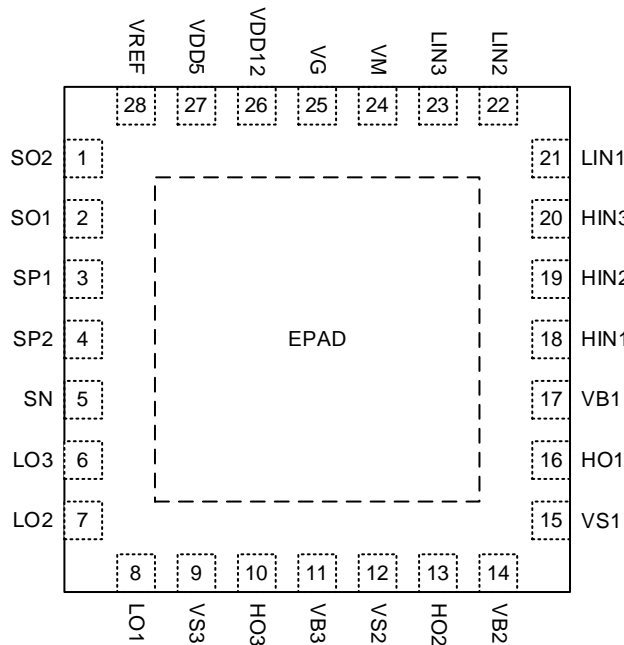 VREF
VDD5
VDD12
VG
VM
LIN3
LIN2
28
27
26
25
24
23
22
SO2 1
21 LIN1
SO1 2
20 HIN3
SP1 3
19 HIN2
SP2 4
EPAD
18 HIN1
SN 5
17 VB1
LO3 6
16 HO1
LO2 7
15 VS1
8
9
10
11
12
13
14
LO1
VS3
HO3
VB3
VS2
HO2
VB2